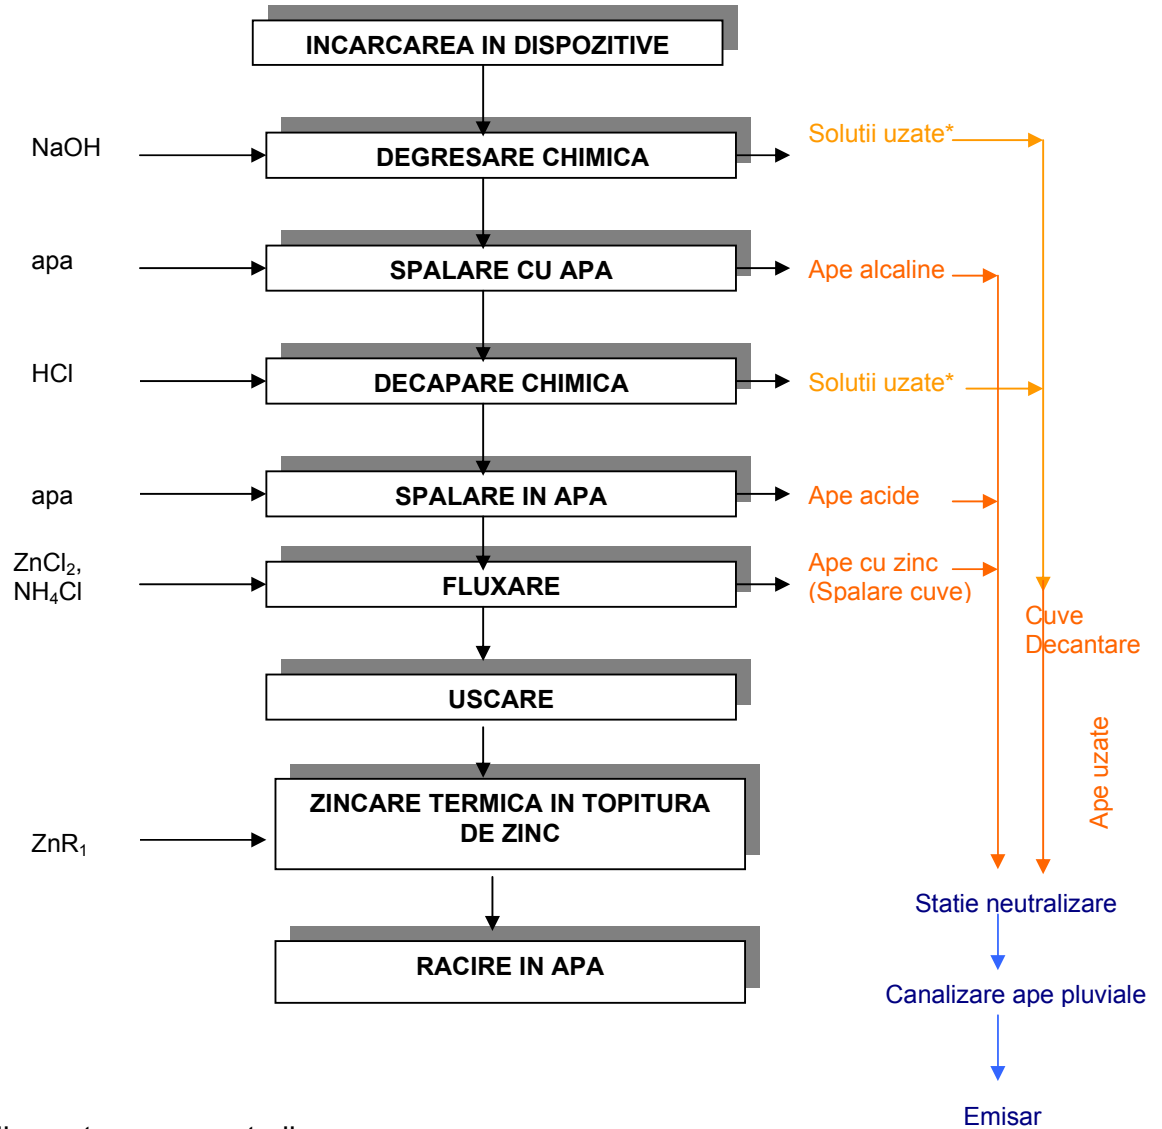 INCARCAREA IN DISPOZITIVE
NaOH
DEGRESARE CHIMICA
Solutii uzate*
apa
SPALARE CU APA
Ape alcaline
HCl
DECAPARE CHIMICA
Solutii uzate*
apa
SPALARE IN APA
Ape acide
ZnCl₂,
NH₄Cl
FLUXARE
Ape cu zinc
(Spalare cuve)
Cuve
Decantare
USCARE
Ape uzate
ZINCARE TERMICA IN TOPITURA
DE ZINC
ZnR₁
Statie neutralizare
RACIRE IN APA
Canalizare ape pluviale
Emisar